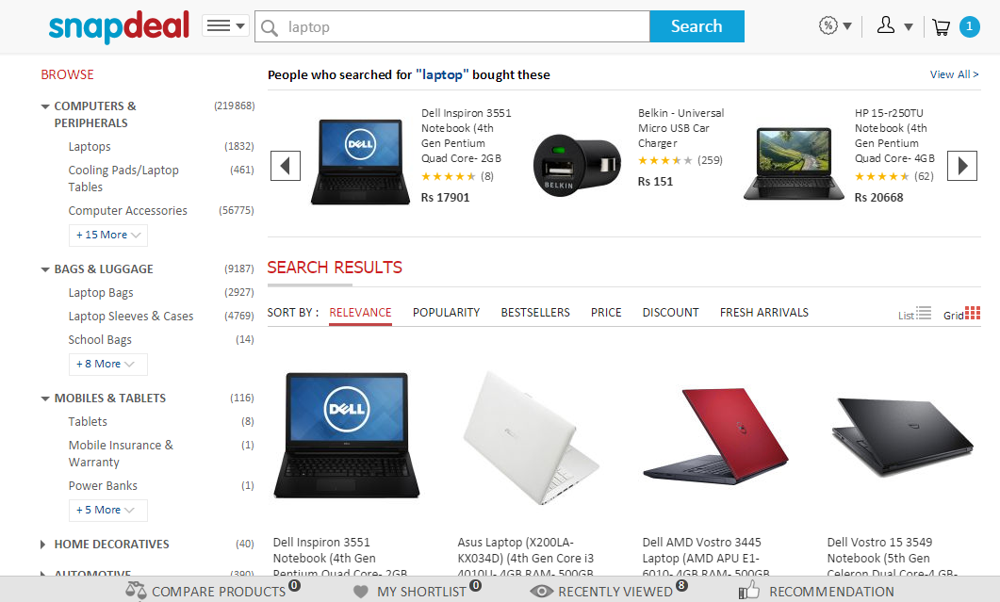 snapdeal
laptop
Search
1
BROWSE
COMPUTERS & PERIPHERALS (219868)
Laptops (1832)
Cooling Pads/Laptop Tables (461)
Computer Accessories (56775)
+ 15 More
BAGS & LUGGAGE (9187)
Laptop Bags (2927)
Laptop Sleeves & Cases (4769)
School Bags (14)
+ 8 More
MOBILES & TABLETS (116)
Tablets (8)
Mobile Insurance & Warranty (1)
Power Banks (1)
+ 5 More
HOME DECORATIVES (40)
AUTOMOTIVE (390)
People who searched for "laptop" bought these
View All >
DELL
Dell Inspiron 3551
Notebook (4th
Gen Pentium
Quad Core- 2GB
(8)
Rs 17901
BELKIN
Belkin - Universal
Micro USB Car
Charger
(259)
Rs 151
HP 15-r250TU
Notebook (4th
Gen Pentium
Quad Core- 4GB
(62)
Rs 20668
SEARCH RESULTS
SORT BY : RELEVANCE POPULARITY BESTSELLERS PRICE DISCOUNT FRESH ARRIVALS
List Grid
DELL
Dell Inspiron 3551
Notebook (4th Gen
Pentium Quad Core- 2GB
Asus Laptop (X200LA-
KX034D) (4th Gen Core i3
4010U- 4GB RAM- 500GB
Dell AMD Vostro 3445
Laptop (AMD APU E1-
6010- 4GB RAM- 500GB
Dell Vostro 15 3549
Notebook (5th Gen
Celeron Dual Core-4 GB-
COMPARE PRODUCTS 0
MY SHORTLIST 0
RECENTLY VIEWED 8
RECOMMENDATION